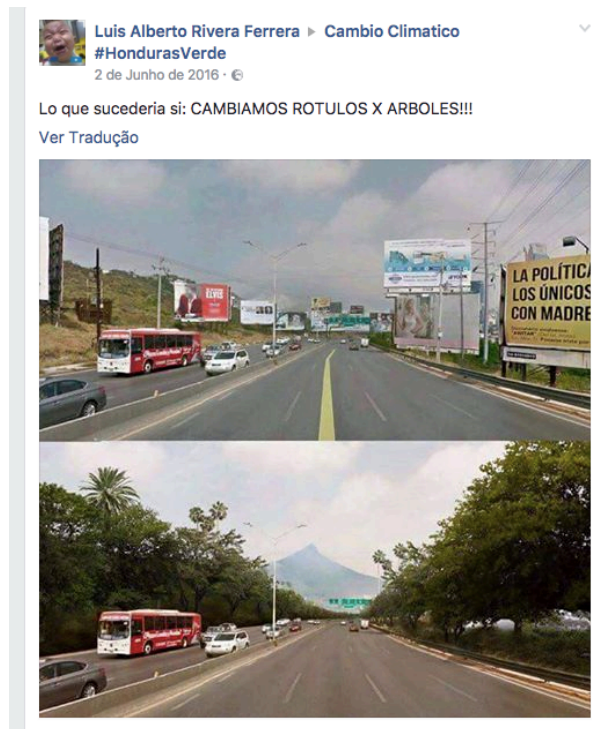 Luis Alberto Rivera Ferrera ▸ Cambio Climatico
#HondurasVerde
2 de Junho de 2016 ·
Lo que sucederia si: CAMBIAMOS ROTULOS X ARBOLES!!!
Ver Tradução
ELVIS
LA POLÍTICA
LOS ÚNICOS
CON MADRE